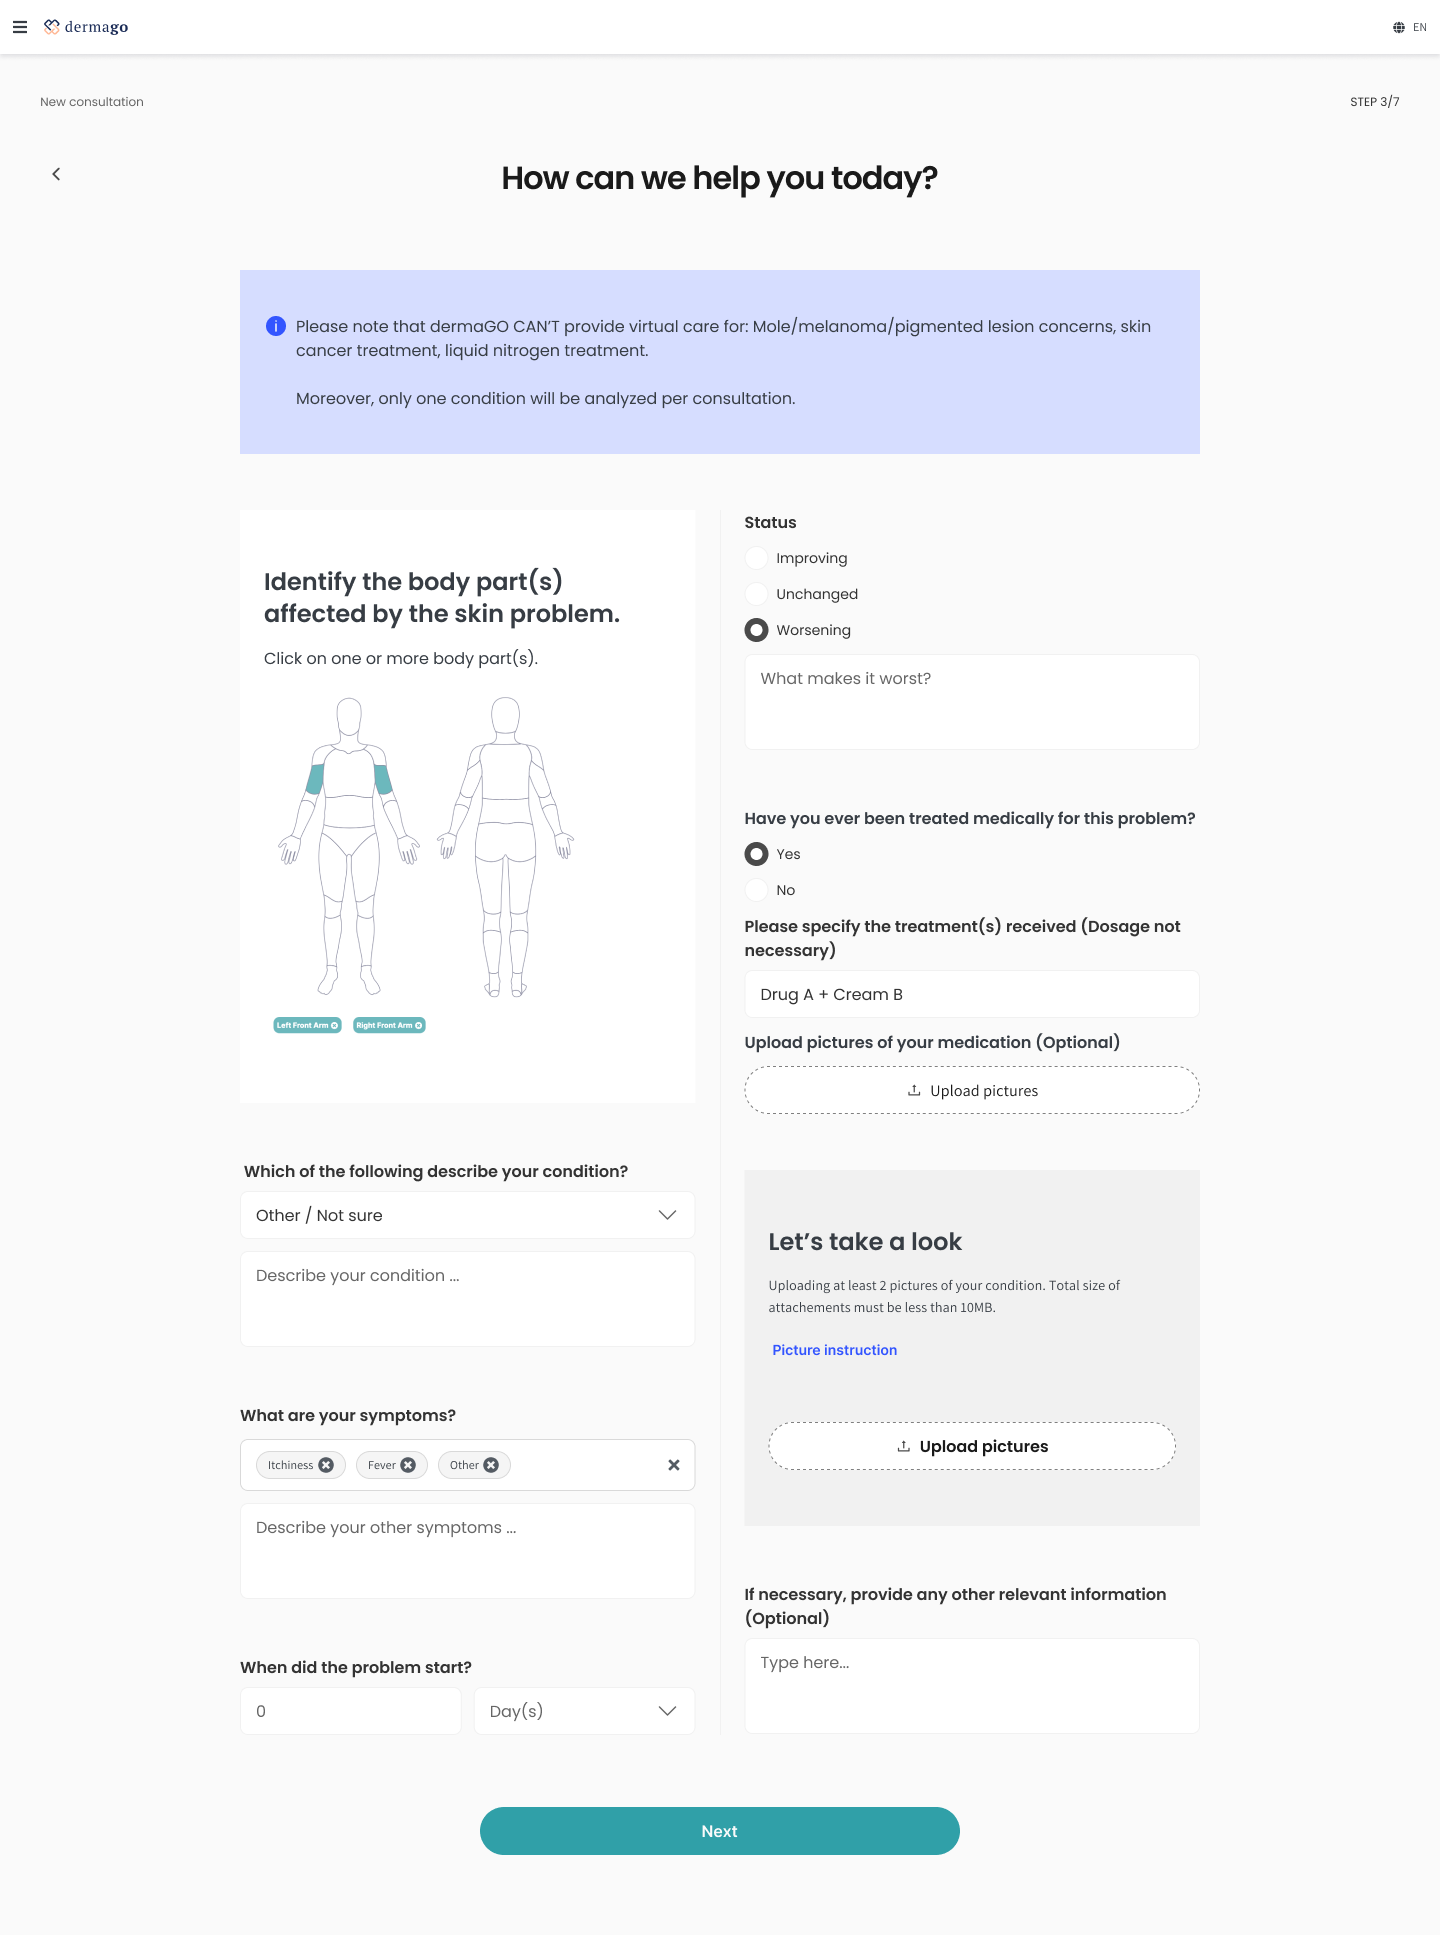 dermago
EN
New consultation
STEP 3/7
How can we help you today?
Please note that dermaGO CAN'T provide virtual care for: Mole/melanoma/pigmented lesion concerns, skin
cancer treatment, liquid nitrogen treatment.
Moreover, only one condition will be analyzed per consultation.
Identify the body part(s)
affected by the skin problem.
Click on one or more body part(s).
Left Front Arm
Right Front Arm
Which of the following describe your condition?
Other / Not sure
Describe your condition ...
What are your symptoms?
Itchiness
Fever
Other
Describe your other symptoms ...
When did the problem start?
0
Day(s)
Status
Improving
Unchanged
Worsening
What makes it worst?
Have you ever been treated medically for this problem?
Yes
No
Please specify the treatment(s) received (Dosage not
necessary)
Drug A + Cream B
Upload pictures of your medication (Optional)
Upload pictures
Let's take a look
Uploading at least 2 pictures of your condition. Total size of
attachements must be less than 10MB.
Picture instruction
Upload pictures
If necessary, provide any other relevant information
(Optional)
Type here...
Next